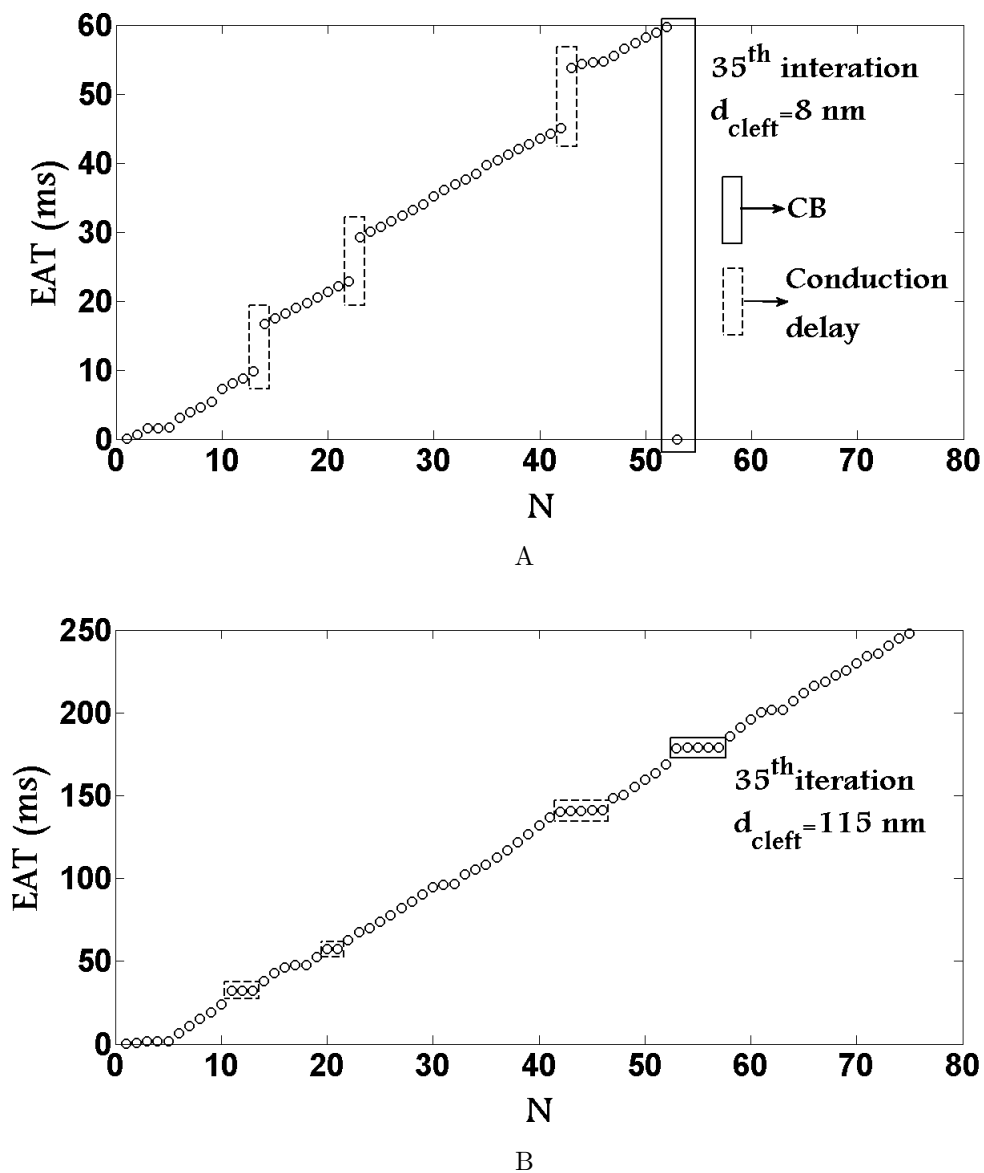 60
50
40
30
20
10
0
EAT (ms)
35th interation
dcleft=8 nm
CB
Conduction
delay
0 10 20 30 40 50 60 70 80
N
A
250
200
150
100
50
0
EAT (ms)
35th iteration
dcleft=115 nm
0 10 20 30 40 50 60 70 80
N
B